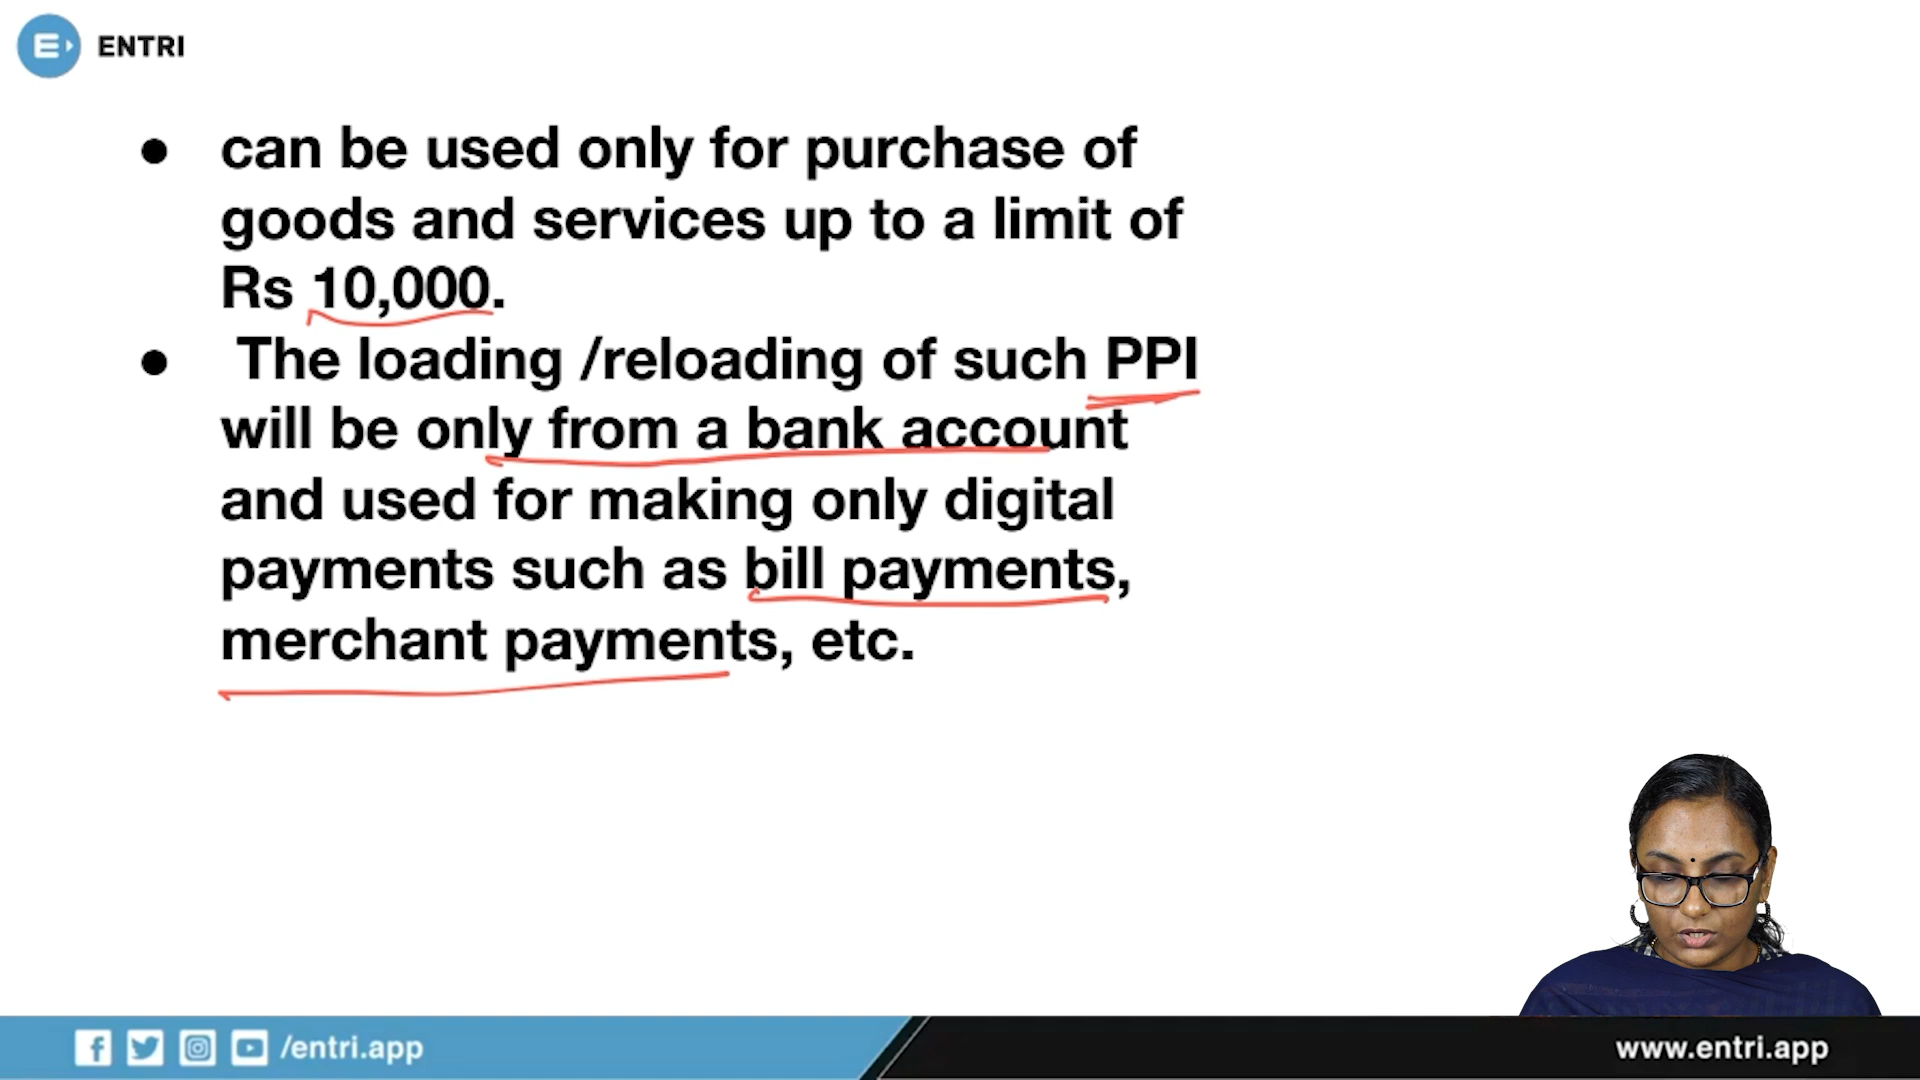 ENTRI
● can be used only for purchase of
goods and services up to a limit of
Rs 10,000.
● The loading /reloading of such PPI
will be only from a bank account
and used for making only digital
payments such as bill payments,
merchant payments, etc.
/entri.app
www.entri.app